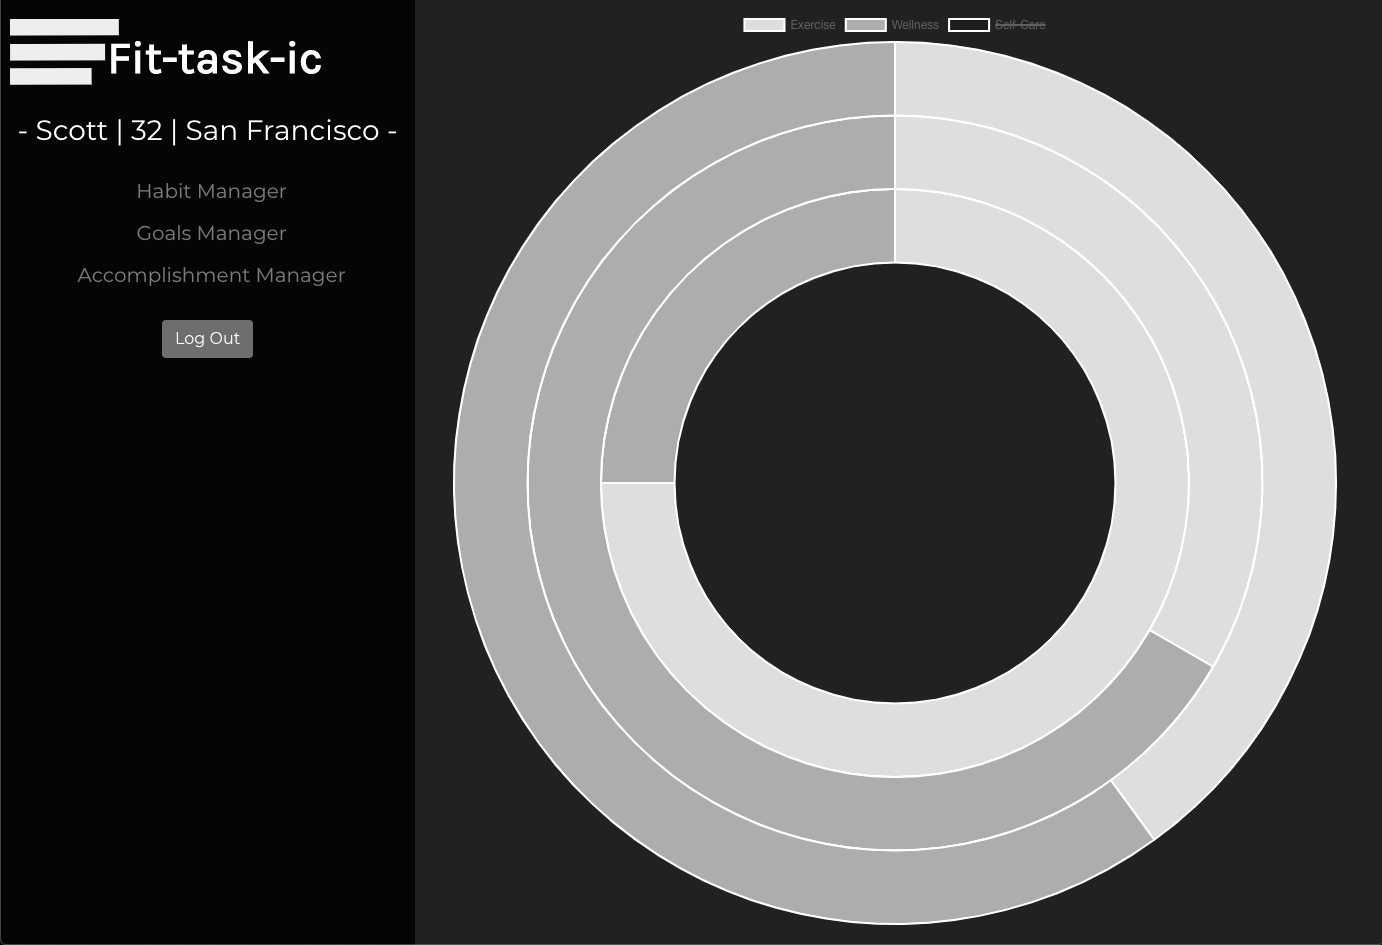 Fit-task-ic
- Scott | 32 | San Francisco -
Habit Manager
Goals Manager
Accomplishment Manager
Log Out
Exercise Wellness Self-Care